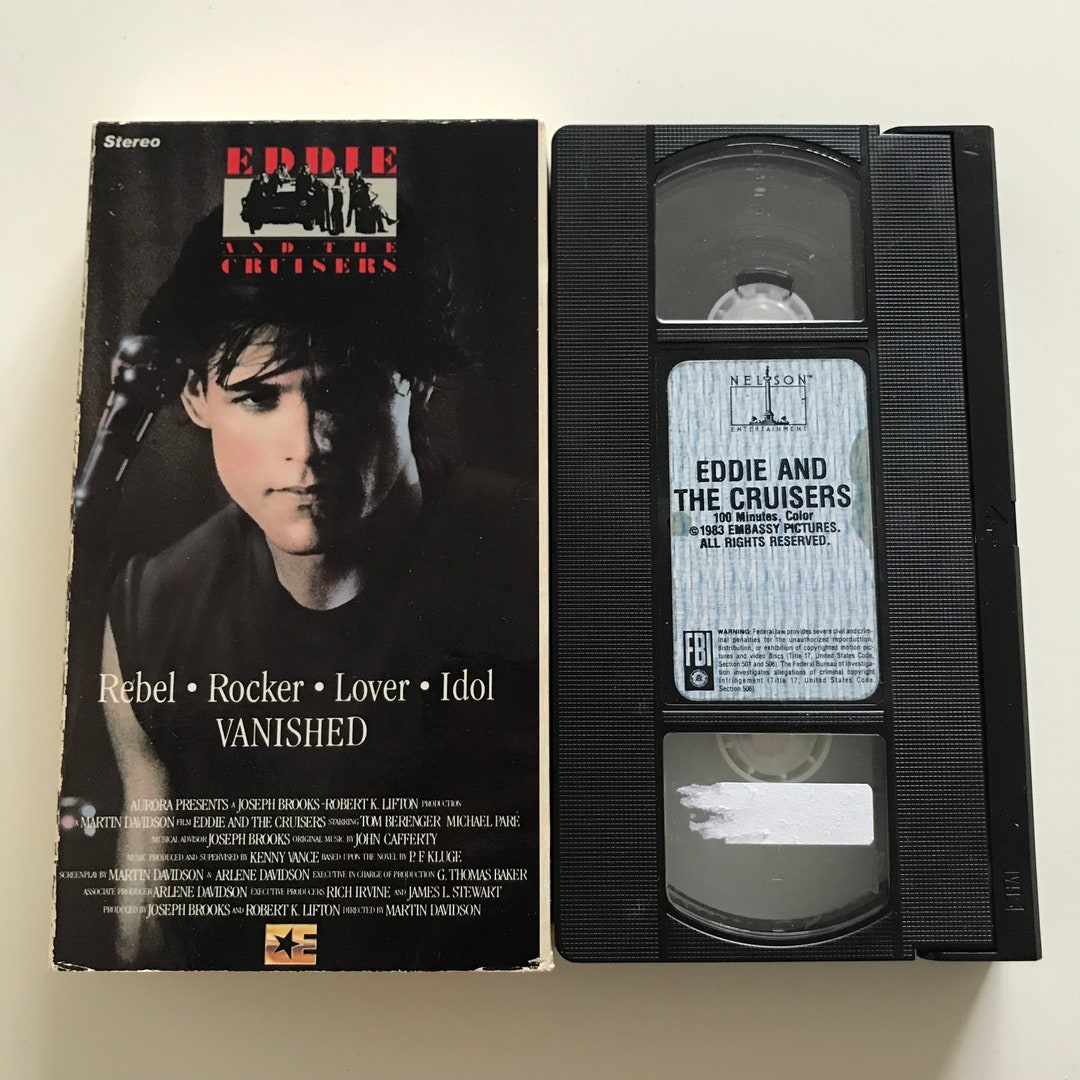 Stereo
EDDIE
AND THE
CRUISERS
Rebel • Rocker • Lover • Idol
VANISHED
AURORA PRESENTS A JOSEPH BROOKS-ROBERT K. LIFTON PRODUCTION
A MARTIN DAVIDSON FILM EDDIE AND THE CRUISERS STARRING TOM BERENGER MICHAEL PARÉ
MUSICAL ADVISOR JOSEPH BROOKS ORIGINAL MUSIC BY JOHN CAFFERTY
MUSIC PRODUCED AND SUPERVISED BY KENNY VANCE BASED UPON THE NOVEL BY P. F. KLUGE
SCREENPLAY BY MARTIN DAVIDSON & ARLENE DAVIDSON EXECUTIVE IN CHARGE OF PRODUCTION G. THOMAS BAKER
ASSOCIATE PRODUCER ARLENE DAVIDSON EXECUTIVE PRODUCERS RICH IRVINE AND JAMES L. STEWART
PRODUCED BY JOSEPH BROOKS AND ROBERT K. LIFTON DIRECTED BY MARTIN DAVIDSON
E
NELSON™
ENTERTAINMENT
EDDIE AND
THE CRUISERS
100 Minutes, Color
©1983 EMBASSY PICTURES.
ALL RIGHTS RESERVED.
FBI
WARNING: Federal law provides severe civil and crim-
inal penalties for the unauthorized reproduction,
distribution, or exhibition of copyrighted motion pic-
tures and video discs (Title 17, United States Code,
Section 501 and 506). The Federal Bureau of Investiga-
tion investigates allegations of criminal copyright
infringement (Title 17, United States Code,
Section 506).